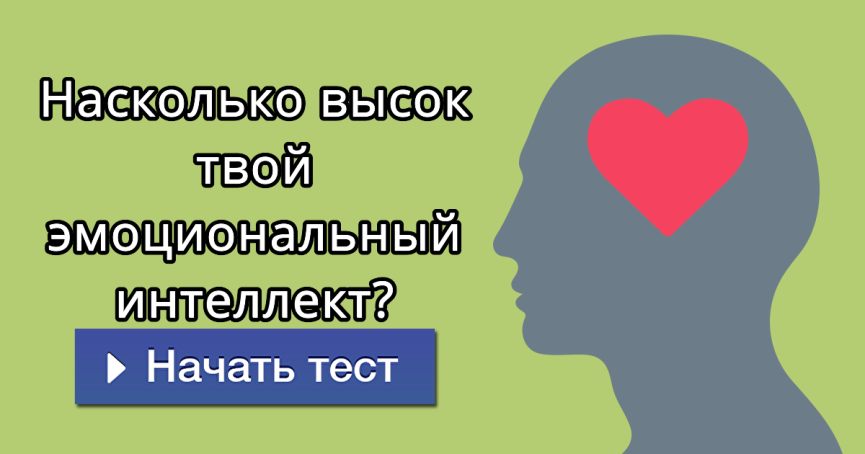 Насколько высок
твой
эмоциональный
интеллект?
Начать тест